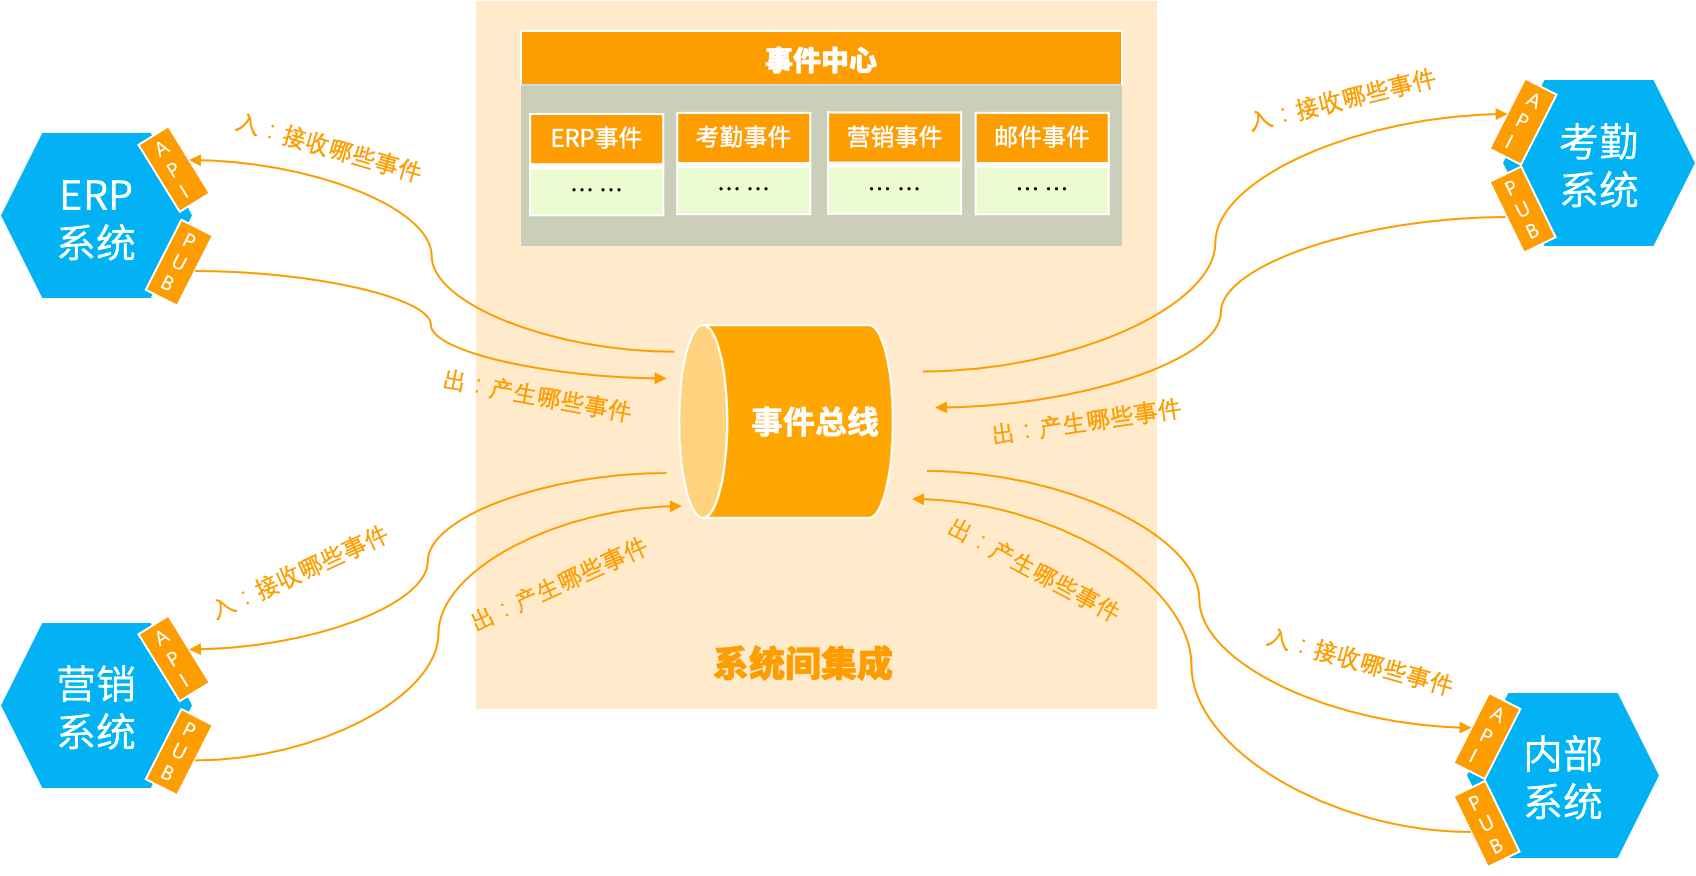 事件中心
ERP事件
考勤事件
营销事件
邮件事件
... ...
... ...
... ...
... ...
入：接收哪些事件
ERP
系统
API
PUB
出：产生哪些事件
入：接收哪些事件
考勤
系统
API
PUB
出：产生哪些事件
事件总线
入：接收哪些事件
营销
系统
API
PUB
出：产生哪些事件
出：产生哪些事件
入：接收哪些事件
内部
系统
API
PUB
系统间集成